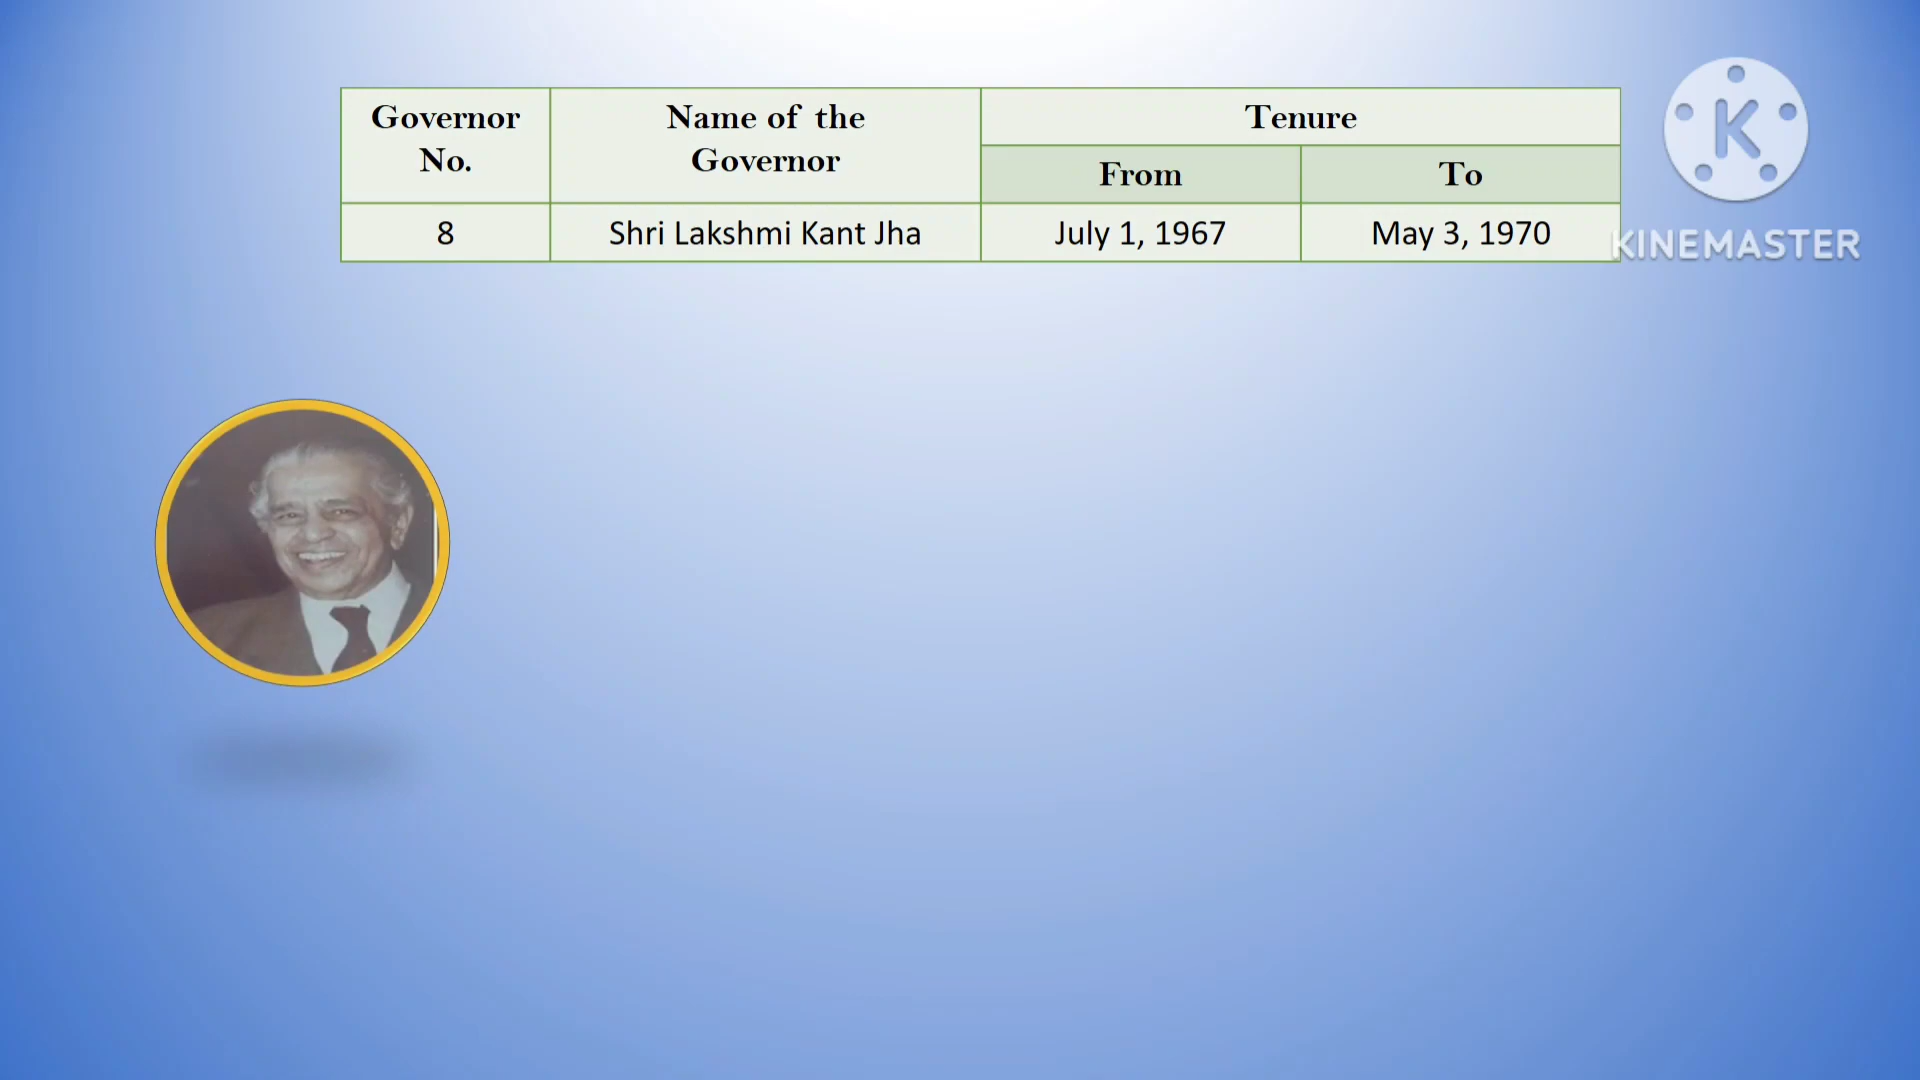 Governor No.
Name of the Governor
Tenure
From
To
8
Shri Lakshmi Kant Jha
July 1, 1967
May 3, 1970
K
KINEMASTER